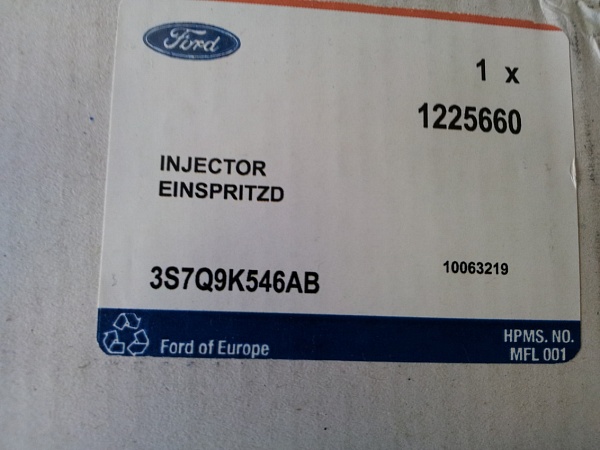 Ford
1 x
1225660
INJECTOR
EINSPRITZD
3S7Q9K546AB
10063219
Ford of Europe
HPMS. NO.
MFL 001